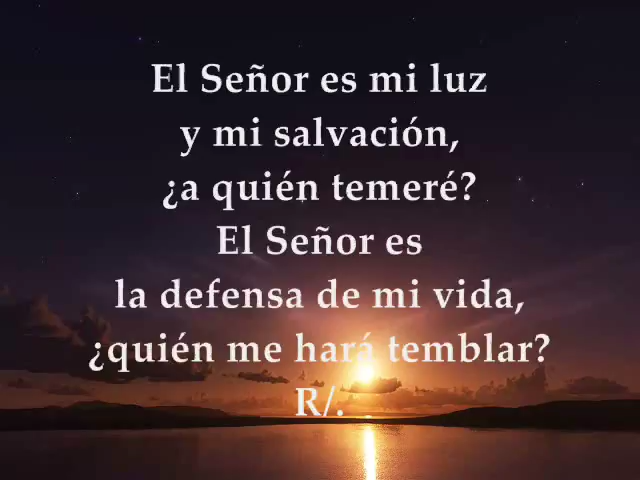 El Señor es mi luz
y mi salvación,
¿a quién temeré?
El Señor es
la defensa de mi vida,
¿quién me hará temblar?
R/.